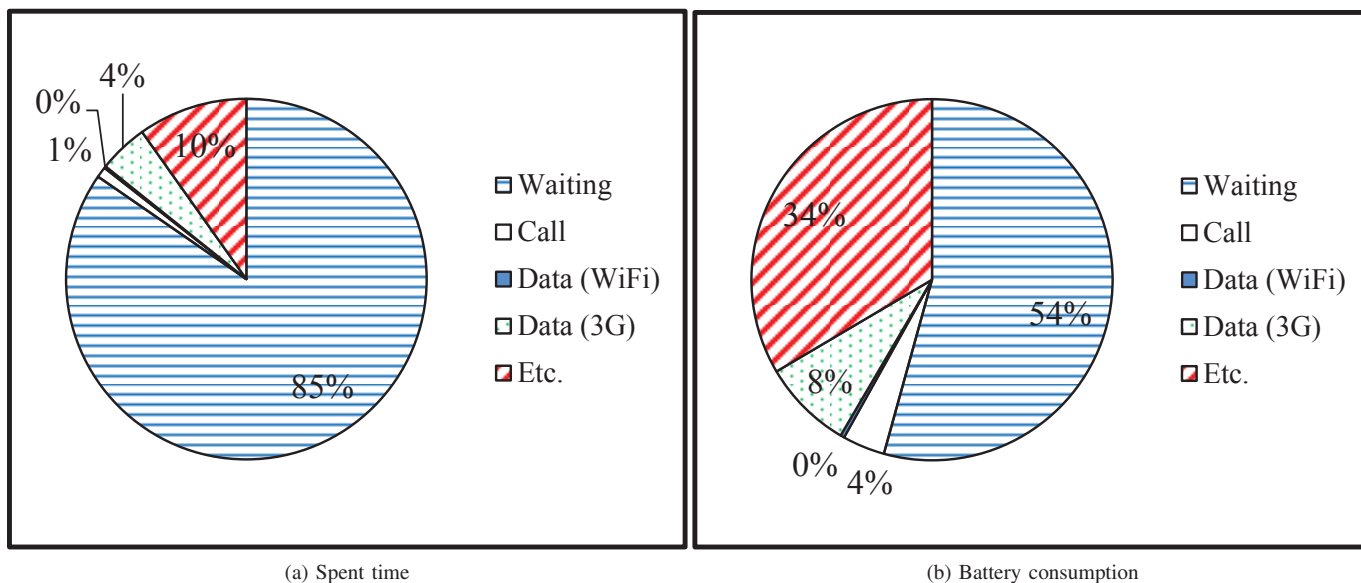 4%
0%
1%
10%
85%
Waiting
Call
Data (WiFi)
Data (3G)
Etc.
(a) Spent time
34%
54%
8%
0%
4%
Waiting
Call
Data (WiFi)
Data (3G)
Etc.
(b) Battery consumption